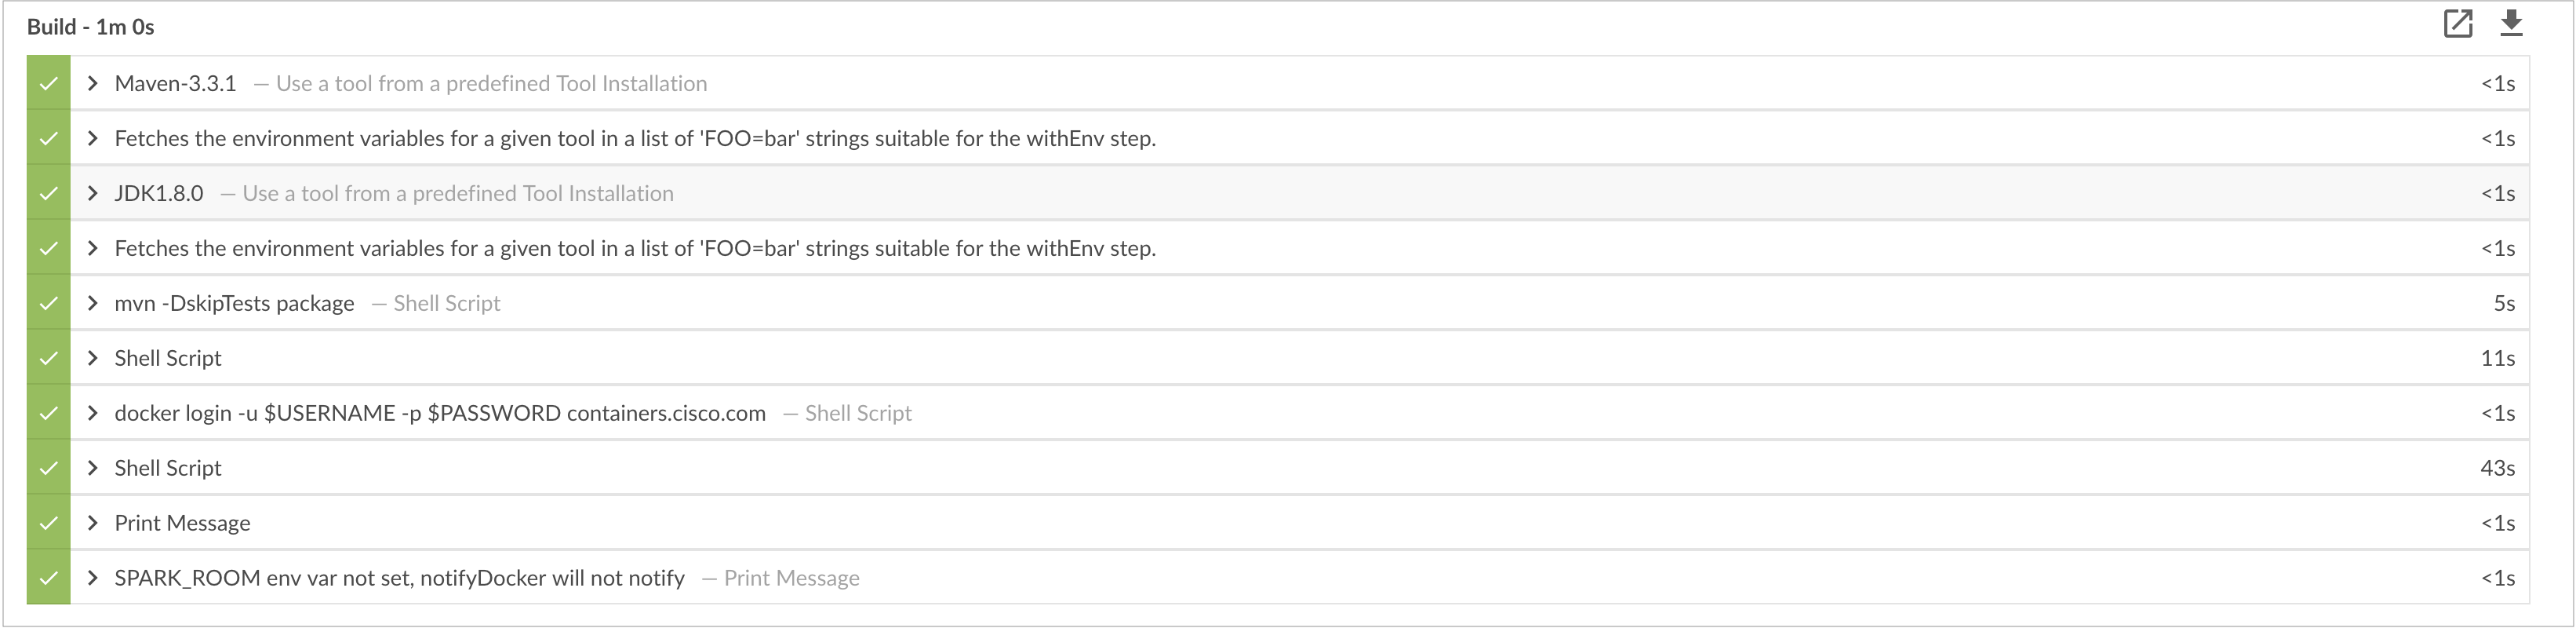 Build - 1m 0s
Maven-3.3.1 — Use a tool from a predefined Tool Installation <1s
Fetches the environment variables for a given tool in a list of 'FOO=bar' strings suitable for the withEnv step. <1s
JDK1.8.0 — Use a tool from a predefined Tool Installation <1s
Fetches the environment variables for a given tool in a list of 'FOO=bar' strings suitable for the withEnv step. <1s
mvn -DskipTests package — Shell Script 5s
Shell Script 11s
docker login -u $USERNAME -p $PASSWORD containers.cisco.com — Shell Script <1s
Shell Script 43s
Print Message <1s
SPARK_ROOM env var not set, notifyDocker will not notify — Print Message <1s